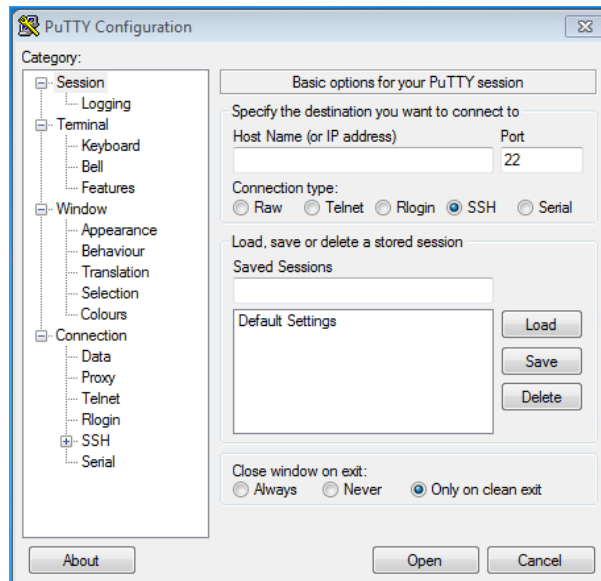 PuTTY Configuration
Category:
Session
Logging
Terminal
Keyboard
Bell
Features
Window
Appearance
Behaviour
Translation
Selection
Colours
Connection
Data
Proxy
Telnet
Rlogin
SSH
Serial
Basic options for your PuTTY session
Specify the destination you want to connect to
Host Name (or IP address) Port
22
Connection type:
Raw Telnet Rlogin SSH Serial
Load, save or delete a stored session
Saved Sessions
Default Settings
Load
Save
Delete
Close window on exit:
Always Never Only on clean exit
About Open Cancel